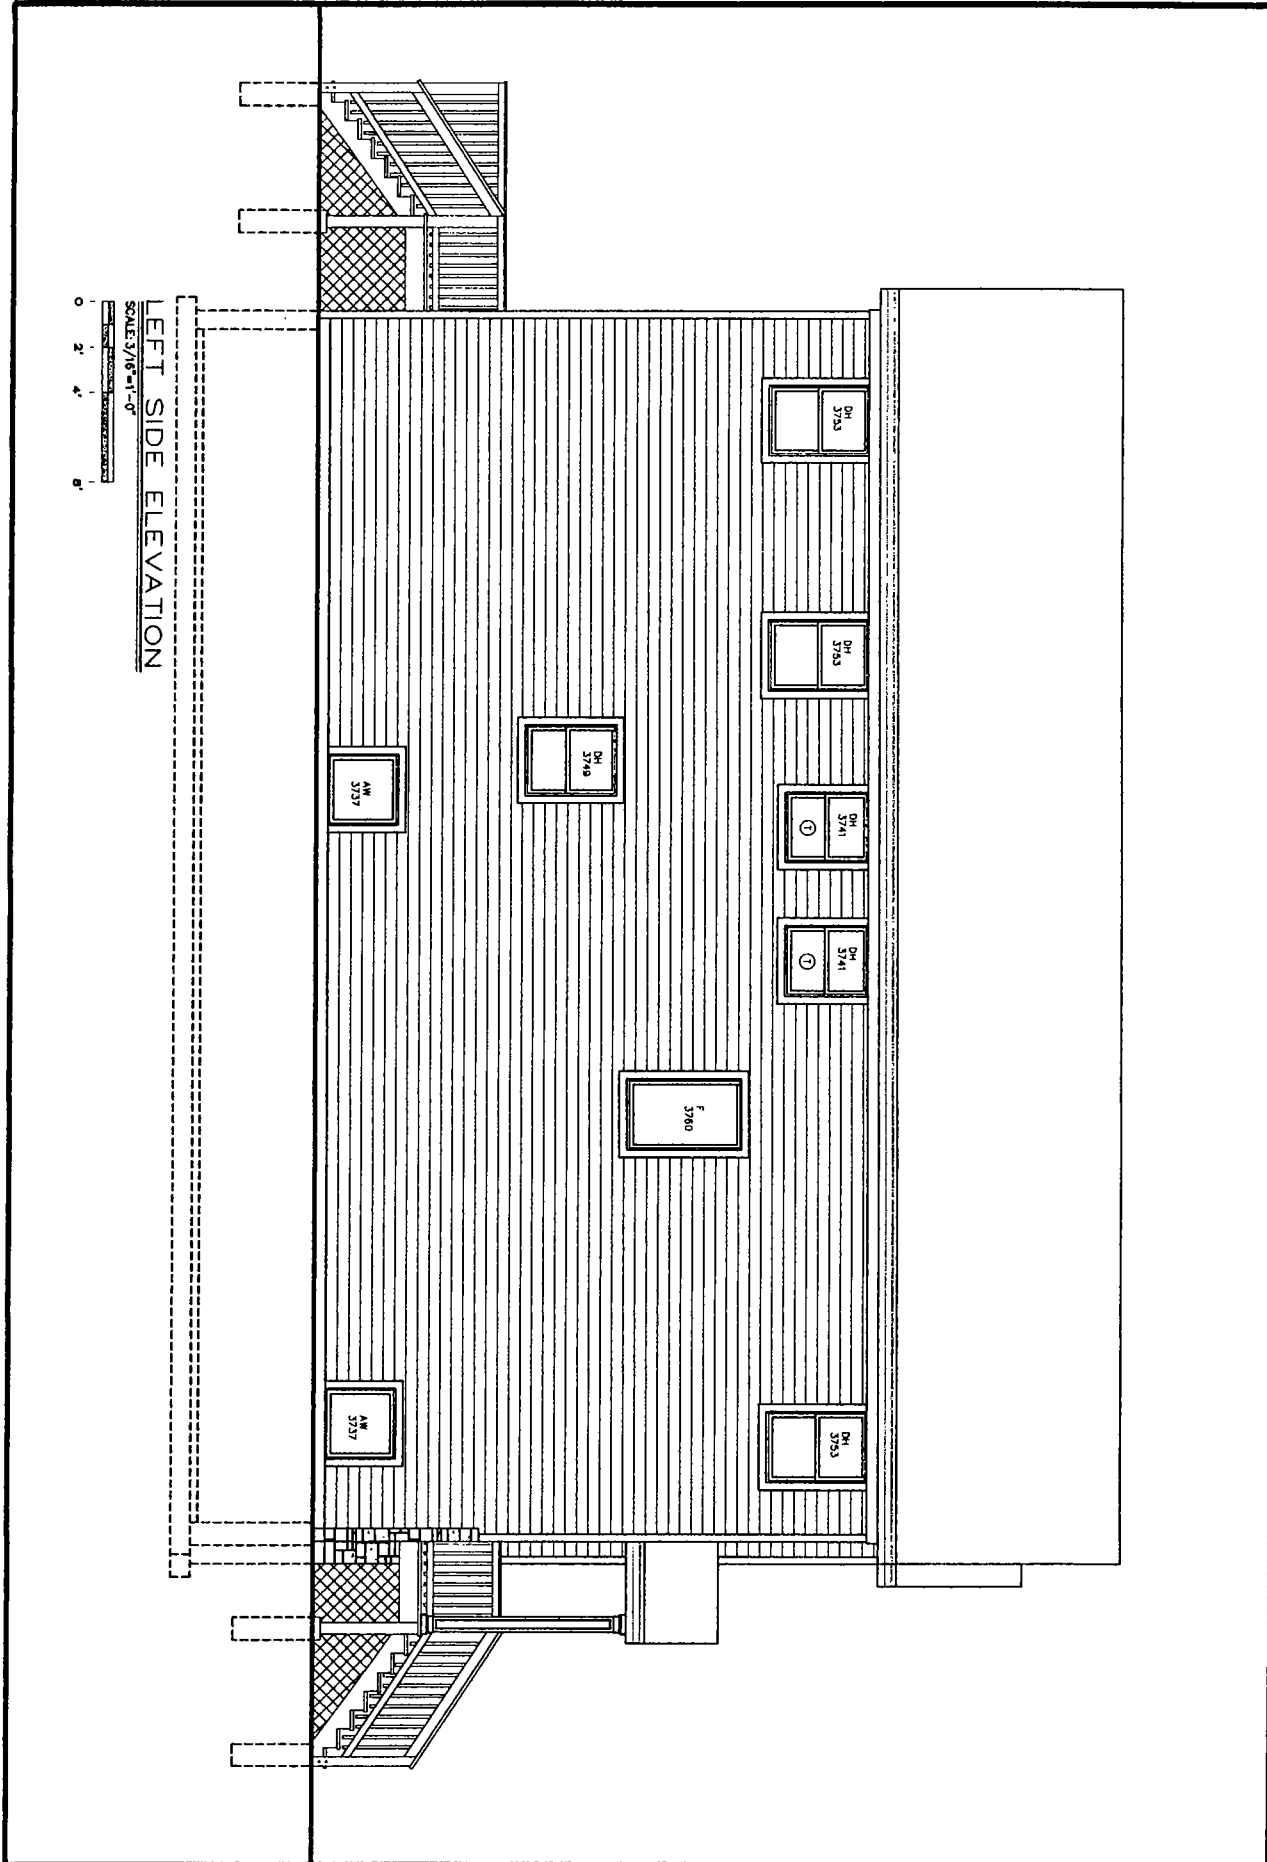 DH
3753
DH
3753
DH
3741
T
DH
3741
T
DH
3753
F
3760
DH
3749
AW
3737
AW
3737
LEFT SIDE ELEVATION
SCALE: 3/16"=1'-0"
0 2' 4' 8'